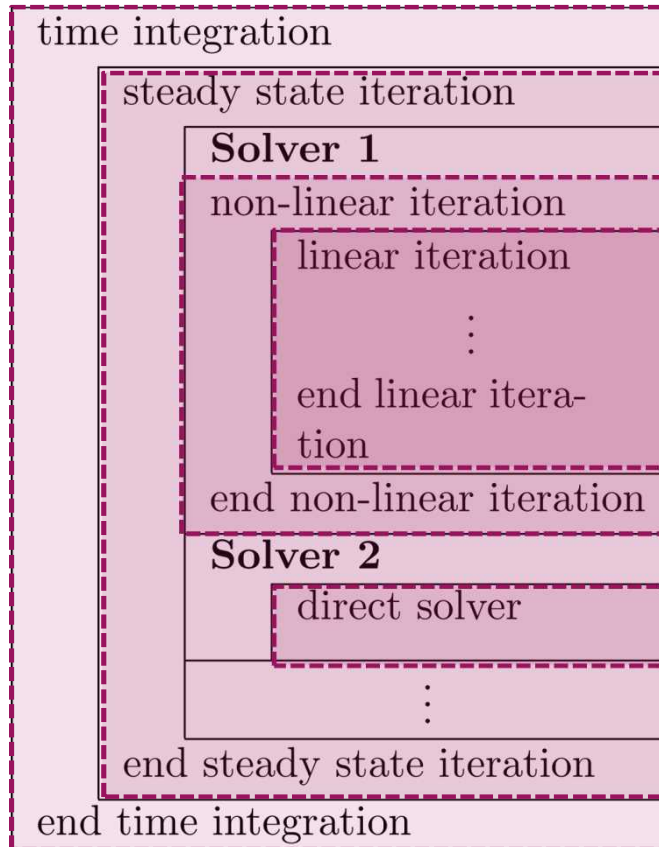 time integration
steady state iteration
Solver 1
non-linear iteration
linear iteration
⋮
end linear itera-
tion
end non-linear iteration
Solver 2
direct solver
⋮
end steady state iteration
end time integration